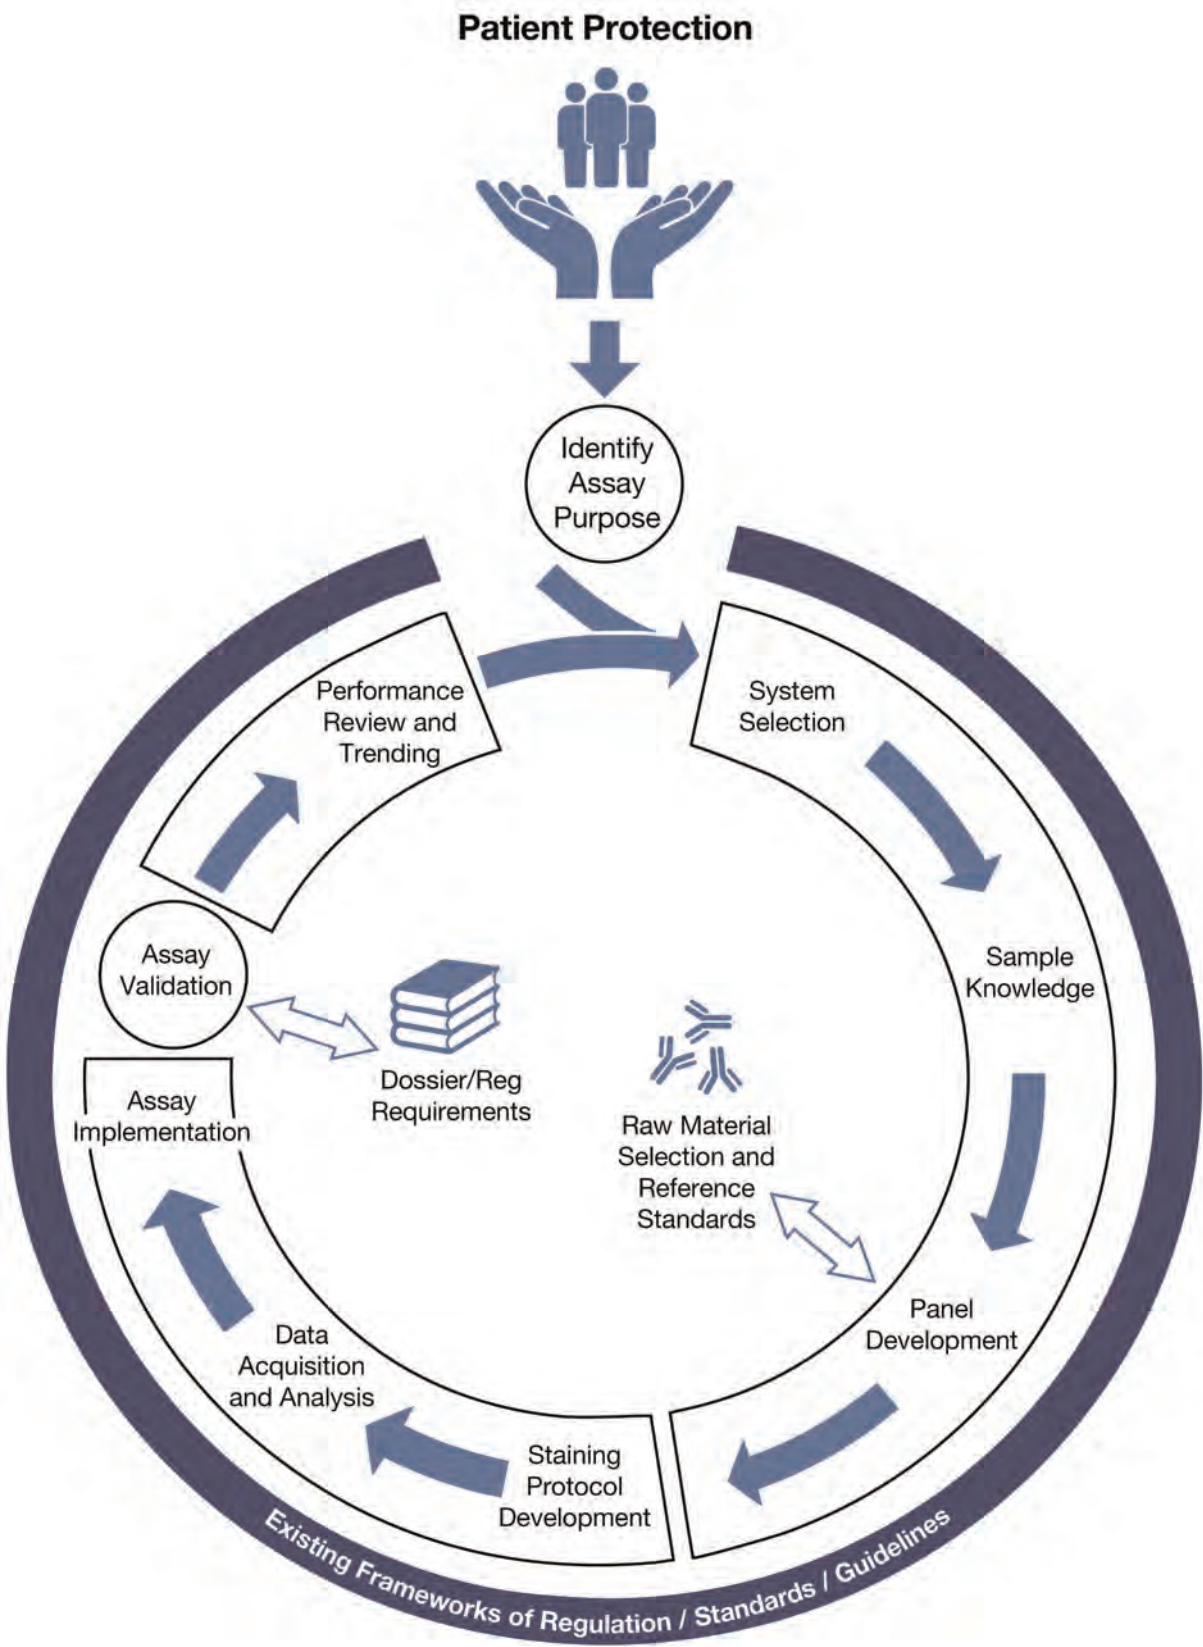 Patient Protection
Identify
Assay
Purpose
System
Selection
Sample
Knowledge
Panel
Development
Raw Material
Selection and
Reference
Standards
Staining
Protocol
Development
Data
Acquisition
and Analysis
Assay
Implementation
Assay
Validation
Dossier/Reg
Requirements
Performance
Review and
Trending
Existing Frameworks of Regulation / Standards / Guidelines